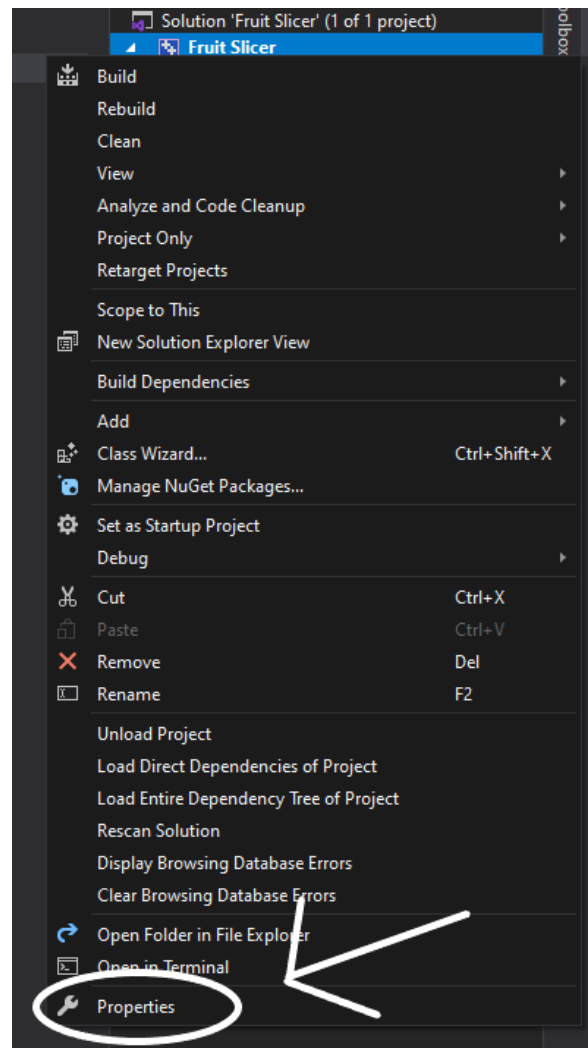 Solution 'Fruit Slicer' (1 of 1 project)
Fruit Slicer
oolbox
Build
Rebuild
Clean
View
Analyze and Code Cleanup
Project Only
Retarget Projects
Scope to This
New Solution Explorer View
Build Dependencies
Add
Class Wizard... Ctrl+Shift+X
Manage NuGet Packages...
Set as Startup Project
Debug
Cut Ctrl+X
Paste Ctrl+V
Remove Del
Rename F2
Unload Project
Load Direct Dependencies of Project
Load Entire Dependency Tree of Project
Rescan Solution
Display Browsing Database Errors
Clear Browsing Database Errors
Open Folder in File Explorer
Open in Terminal
Properties